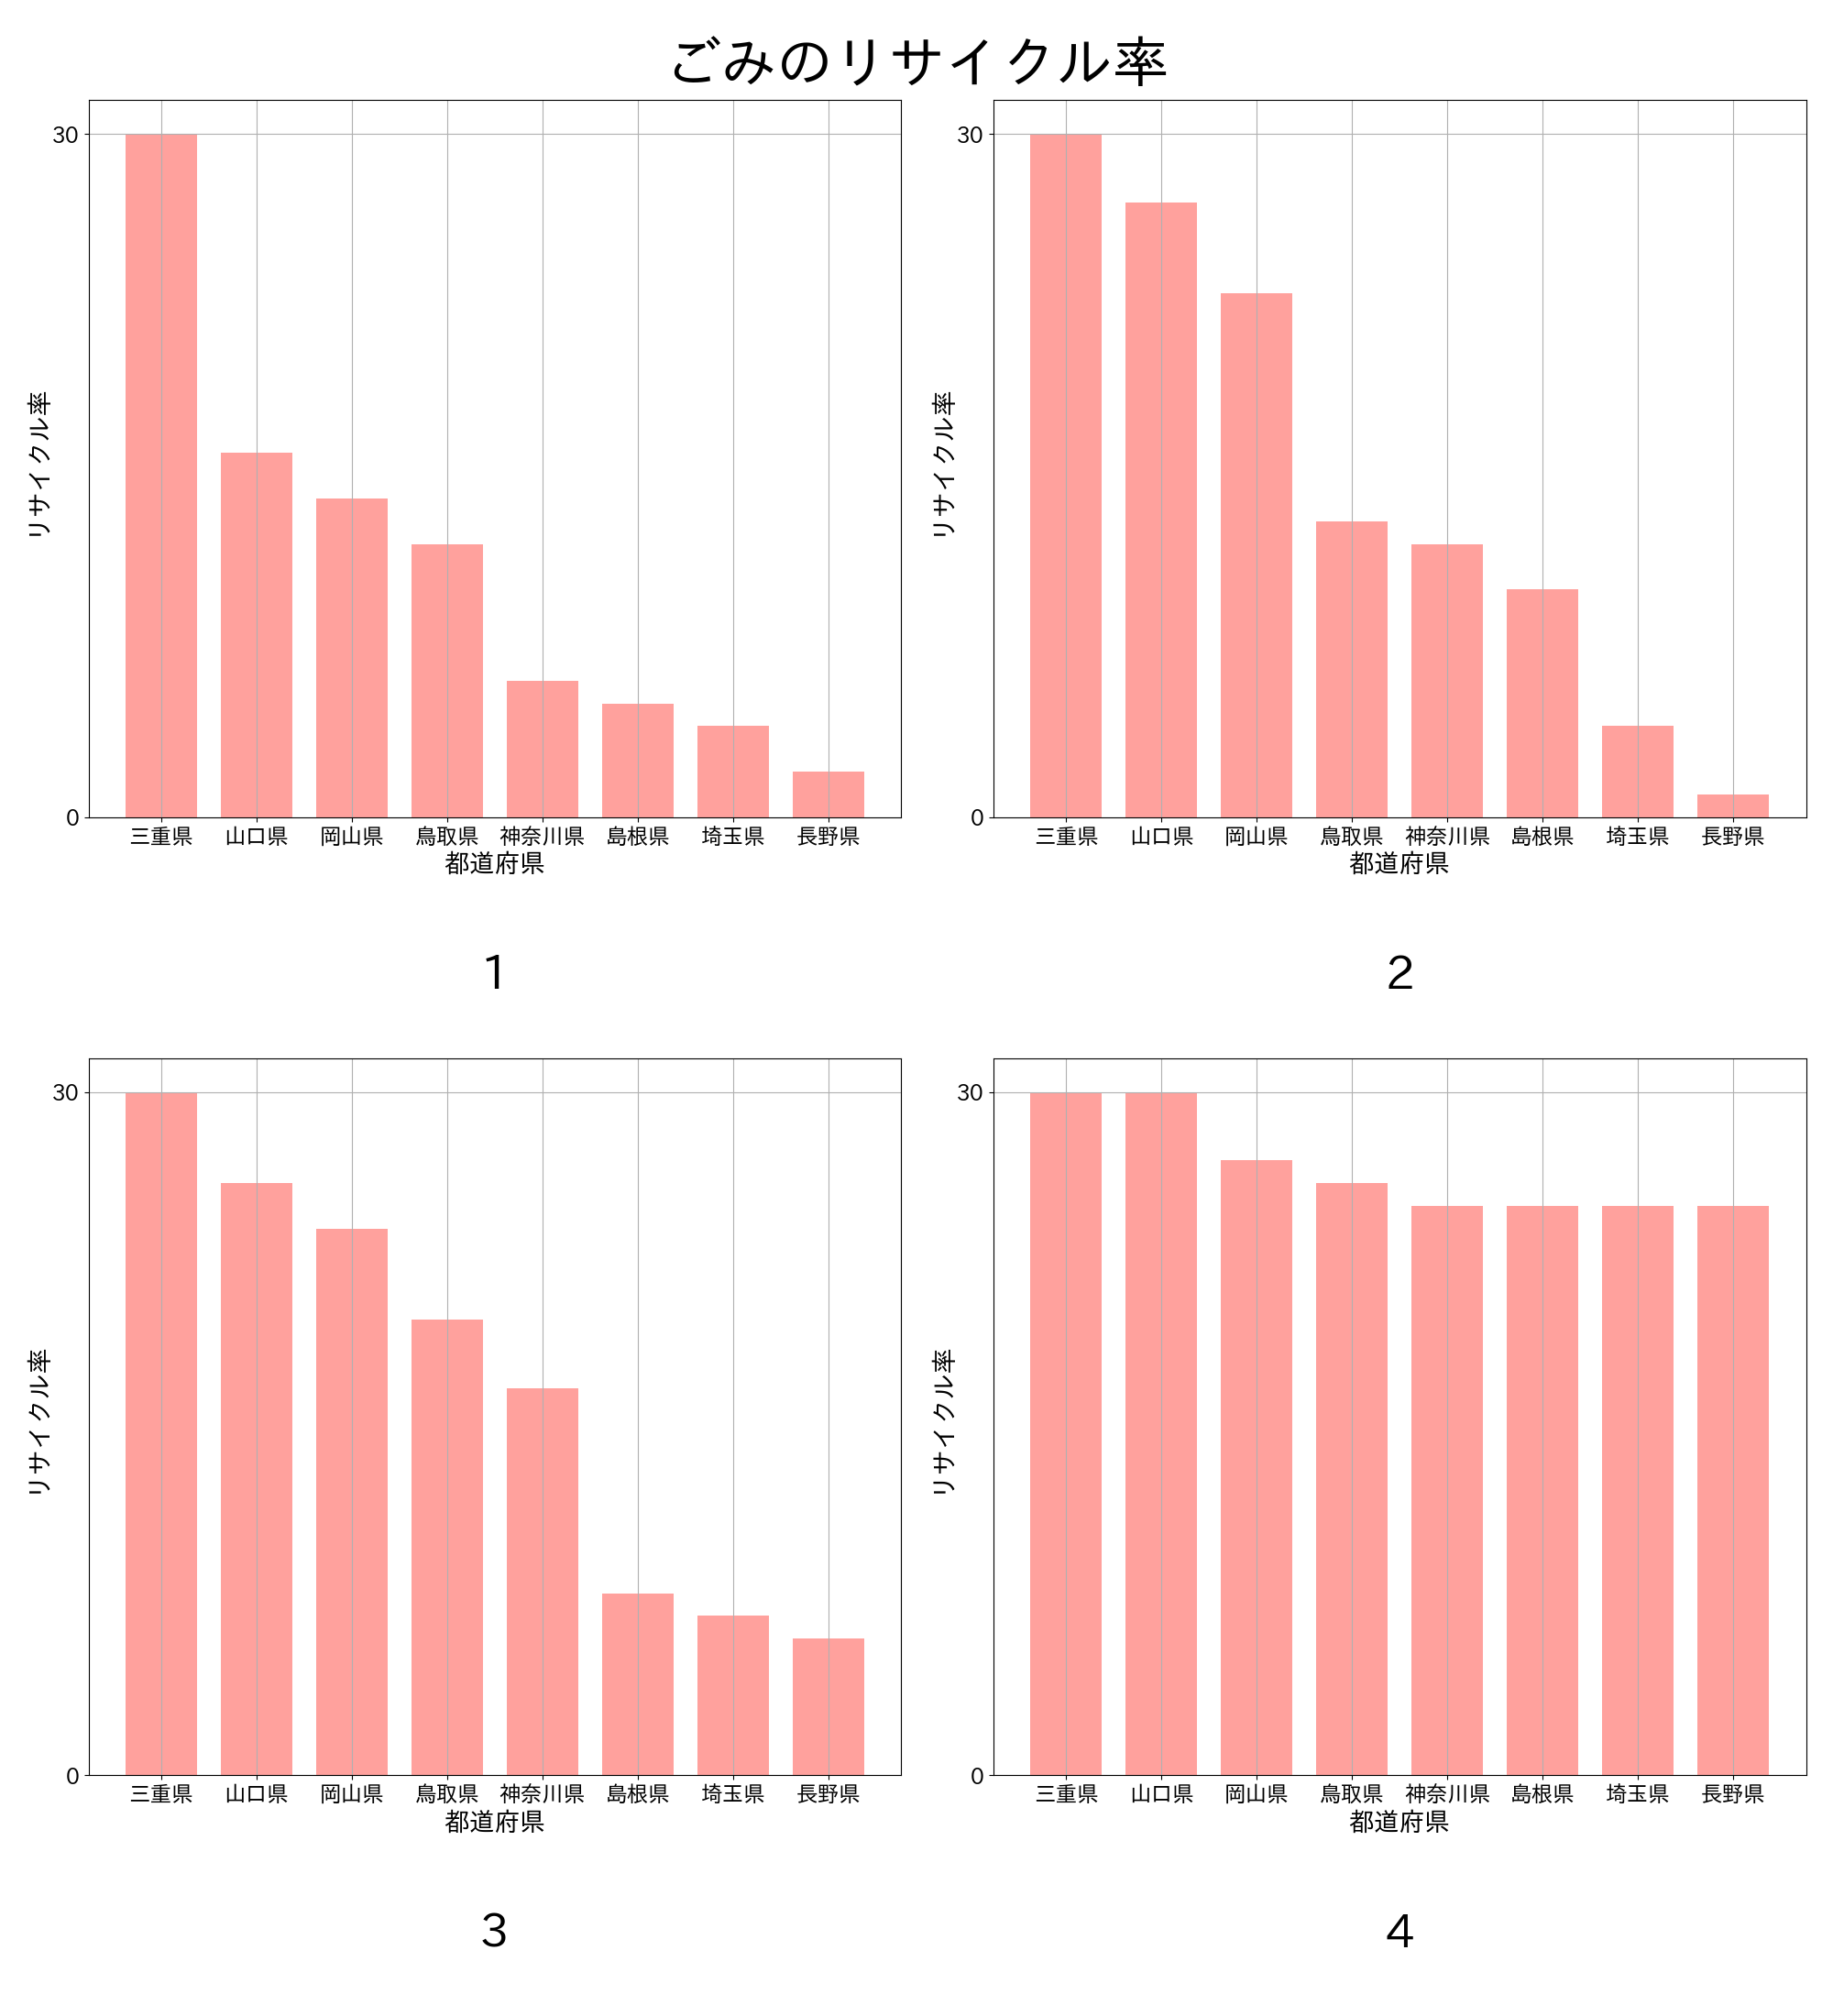 ごみのリサイクル率
30
0
リサイクル率
三重県 山口県 岡山県 鳥取県 神奈川県 島根県 埼玉県 長野県
都道府県
1
30
0
リサイクル率
三重県 山口県 岡山県 鳥取県 神奈川県 島根県 埼玉県 長野県
都道府県
2
30
0
リサイクル率
三重県 山口県 岡山県 鳥取県 神奈川県 島根県 埼玉県 長野県
都道府県
3
30
0
リサイクル率
三重県 山口県 岡山県 鳥取県 神奈川県 島根県 埼玉県 長野県
都道府県
4